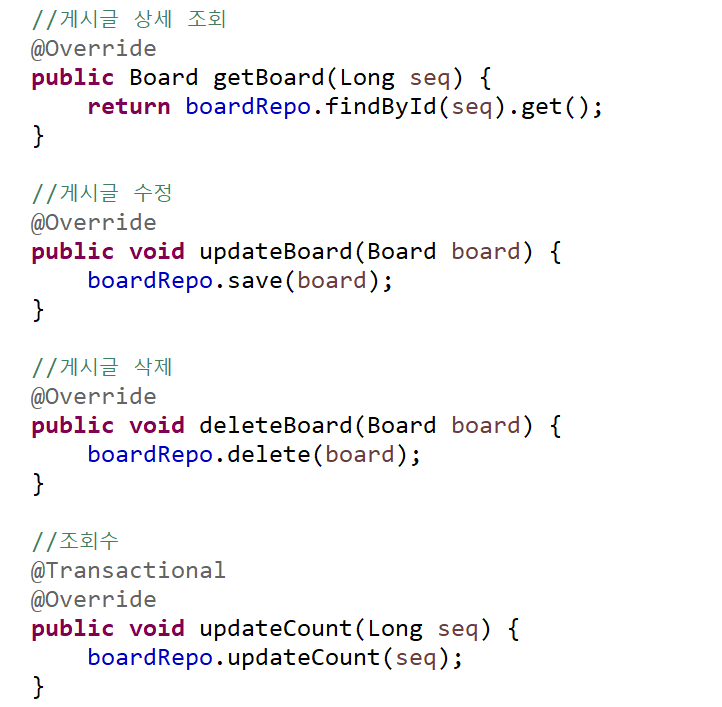 //게시글 상세 조회
@Override
public Board getBoard(Long seq) {
    return boardRepo.findById(seq).get();
}

//게시글 수정
@Override
public void updateBoard(Board board) {
    boardRepo.save(board);
}

//게시글 삭제
@Override
public void deleteBoard(Board board) {
    boardRepo.delete(board);
}

//조회수
@Transactional
@Override
public void updateCount(Long seq) {
    boardRepo.updateCount(seq);
}